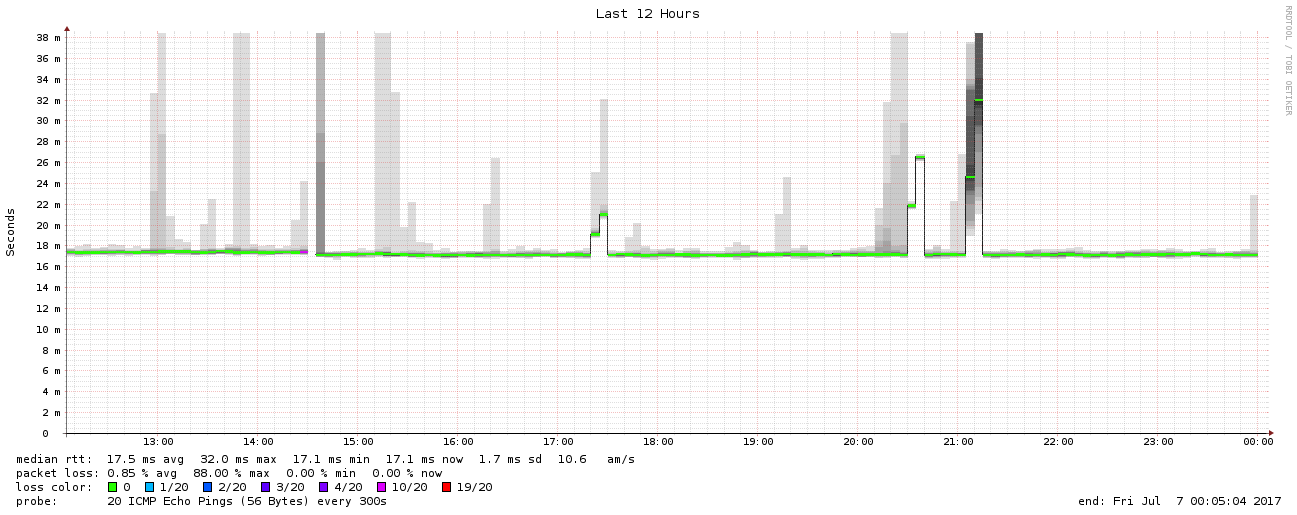 Last 12 Hours
RRDTOOL / TOBI OETIKER
Seconds
38 m
36 m
34 m
32 m
30 m
28 m
26 m
24 m
22 m
20 m
18 m
16 m
14 m
12 m
10 m
8 m
6 m
4 m
2 m
0
13:00 14:00 15:00 16:00 17:00 18:00 19:00 20:00 21:00 22:00 23:00 00:00
median rtt: 17.5 ms avg 32.0 ms max 17.1 ms min 17.1 ms now 1.7 ms sd 10.6 am/s
packet loss: 0.85 % avg 88.00 % max 0.00 % min 0.00 % now
loss color: 0 1/20 2/20 3/20 4/20 10/20 19/20
probe: 20 ICMP Echo Pings (56 Bytes) every 300s end: Fri Jul 7 00:05:04 2017